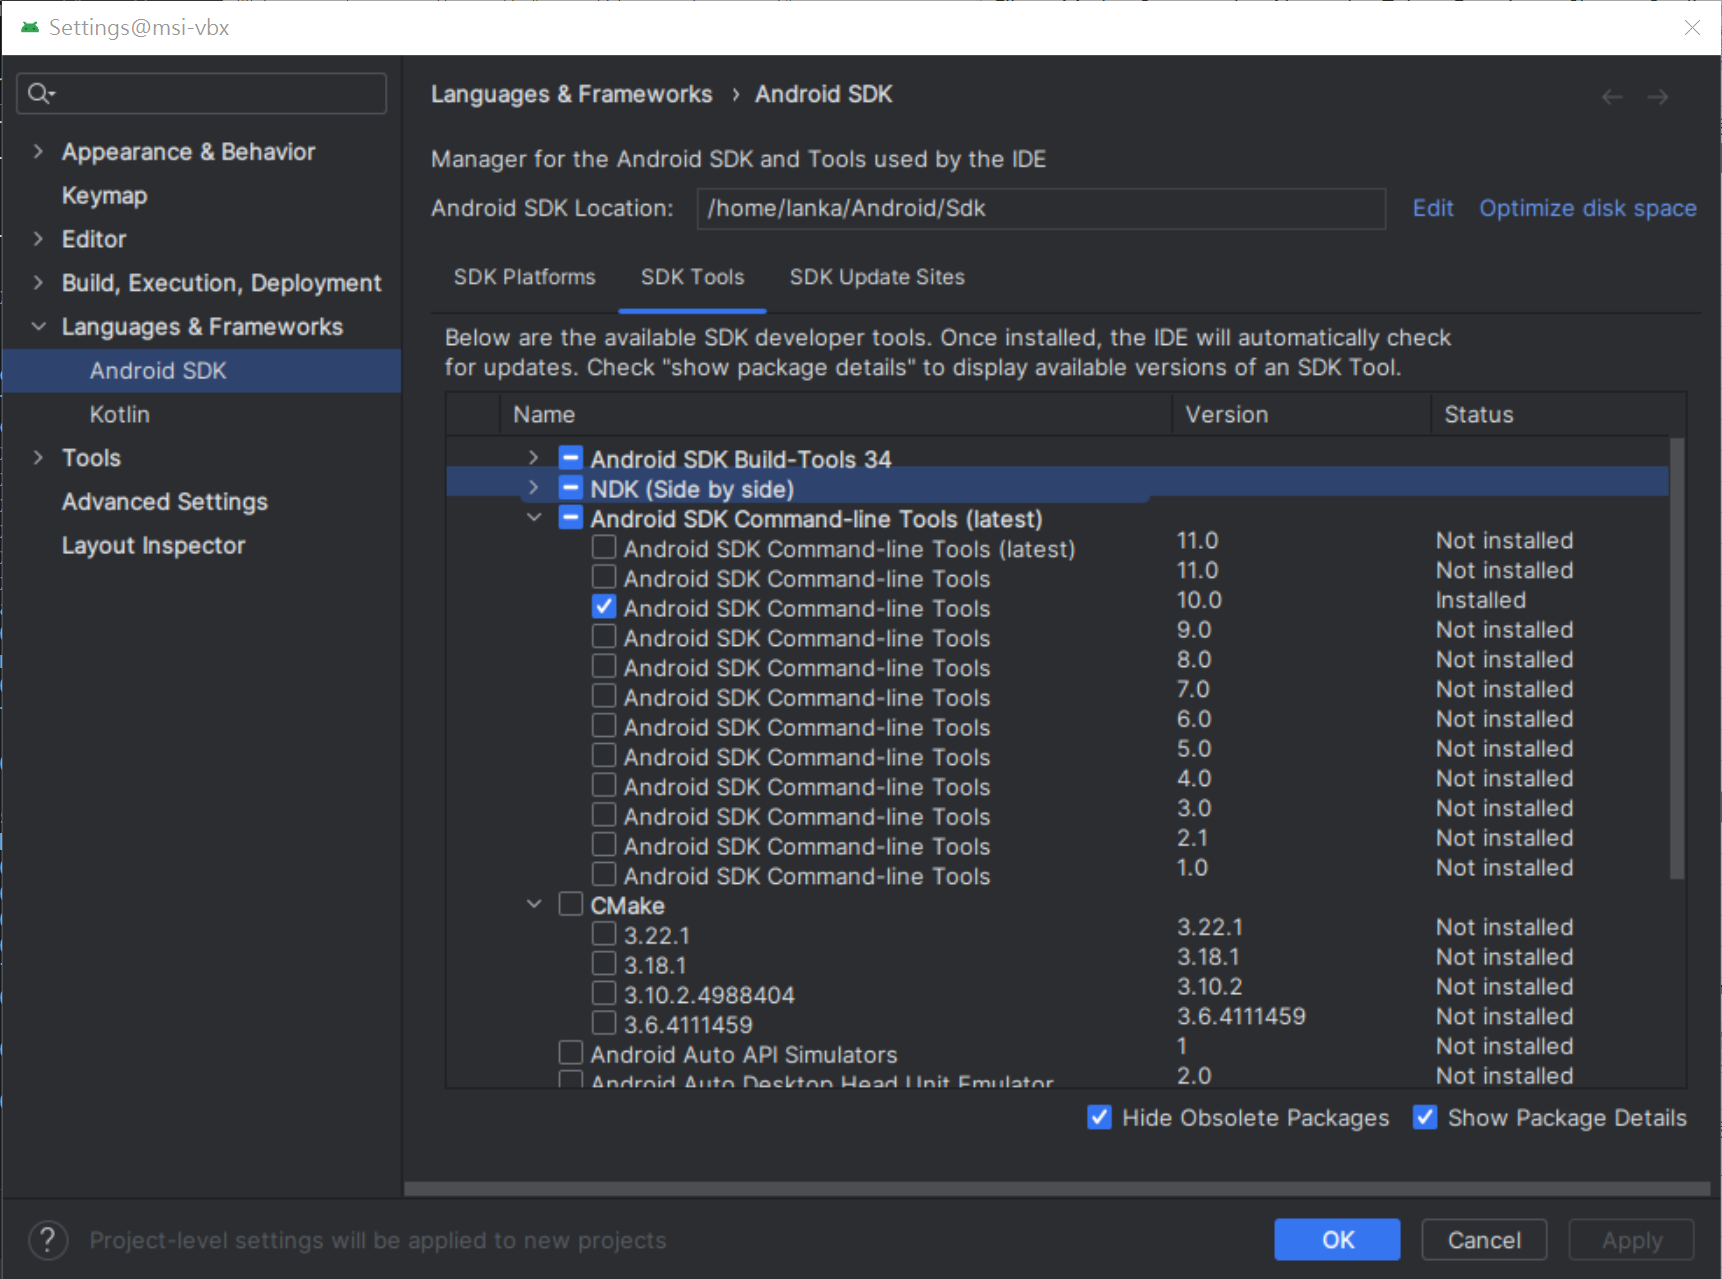 Settings@msi-vbx
Appearance & Behavior
Keymap
Editor
Build, Execution, Deployment
Languages & Frameworks
Android SDK
Kotlin
Tools
Advanced Settings
Layout Inspector
Languages & Frameworks › Android SDK
Manager for the Android SDK and Tools used by the IDE
Android SDK Location: /home/lanka/Android/Sdk Edit Optimize disk space
SDK Platforms SDK Tools SDK Update Sites
Below are the available SDK developer tools. Once installed, the IDE will automatically check
for updates. Check "show package details" to display available versions of an SDK Tool.
Name Version Status
Android SDK Build-Tools 34
NDK (Side by side)
Android SDK Command-line Tools (latest)
Android SDK Command-line Tools (latest) 11.0 Not installed
Android SDK Command-line Tools 11.0 Not installed
Android SDK Command-line Tools 10.0 Installed
Android SDK Command-line Tools 9.0 Not installed
Android SDK Command-line Tools 8.0 Not installed
Android SDK Command-line Tools 7.0 Not installed
Android SDK Command-line Tools 6.0 Not installed
Android SDK Command-line Tools 5.0 Not installed
Android SDK Command-line Tools 4.0 Not installed
Android SDK Command-line Tools 3.0 Not installed
Android SDK Command-line Tools 2.1 Not installed
Android SDK Command-line Tools 1.0 Not installed
CMake
3.22.1 3.22.1 Not installed
3.18.1 3.18.1 Not installed
3.10.2.4988404 3.10.2 Not installed
3.6.4111459 3.6.4111459 Not installed
Android Auto API Simulators 1 Not installed
Android Auto Desktop Head Unit Emulator 2.0 Not installed
Hide Obsolete Packages Show Package Details
? Project-level settings will be applied to new projects
OK Cancel Apply